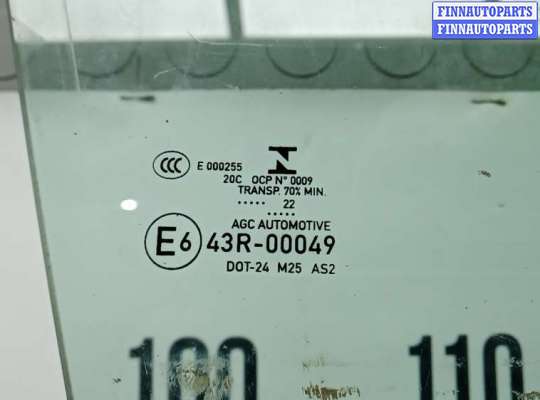 FINNAUTOPARTS
FINNAUTOPARTS
CCC E 000255 N
20C OCP N° 0009
TRANSP. 70% MIN.
..... 22
.....
AGC AUTOMOTIVE
E6 43R-00049
DOT-24 M25 AS2
110